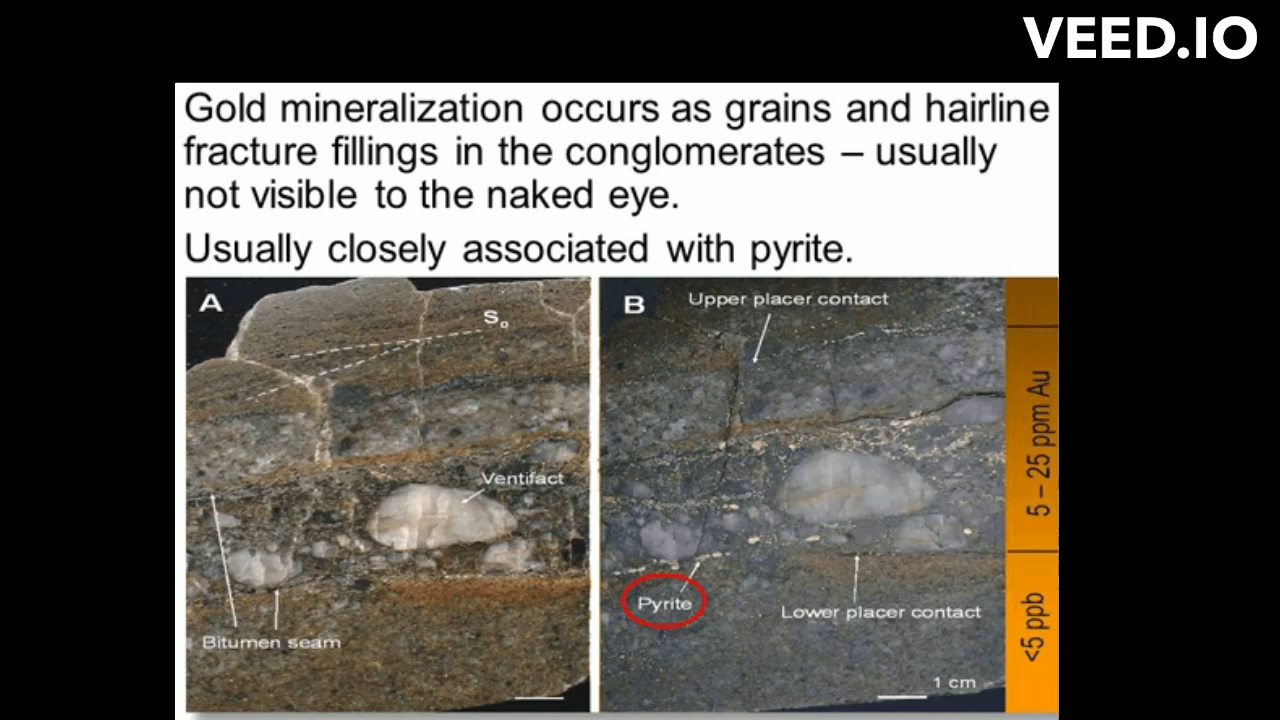 VEED.IO
Gold mineralization occurs as grains and hairline
fracture fillings in the conglomerates – usually
not visible to the naked eye.
Usually closely associated with pyrite.
A
S₀
Ventifact
Bitumen seam
B
Upper placer contact
Pyrite
Lower placer contact
1 cm
5 – 25 ppm Au
<5 ppb